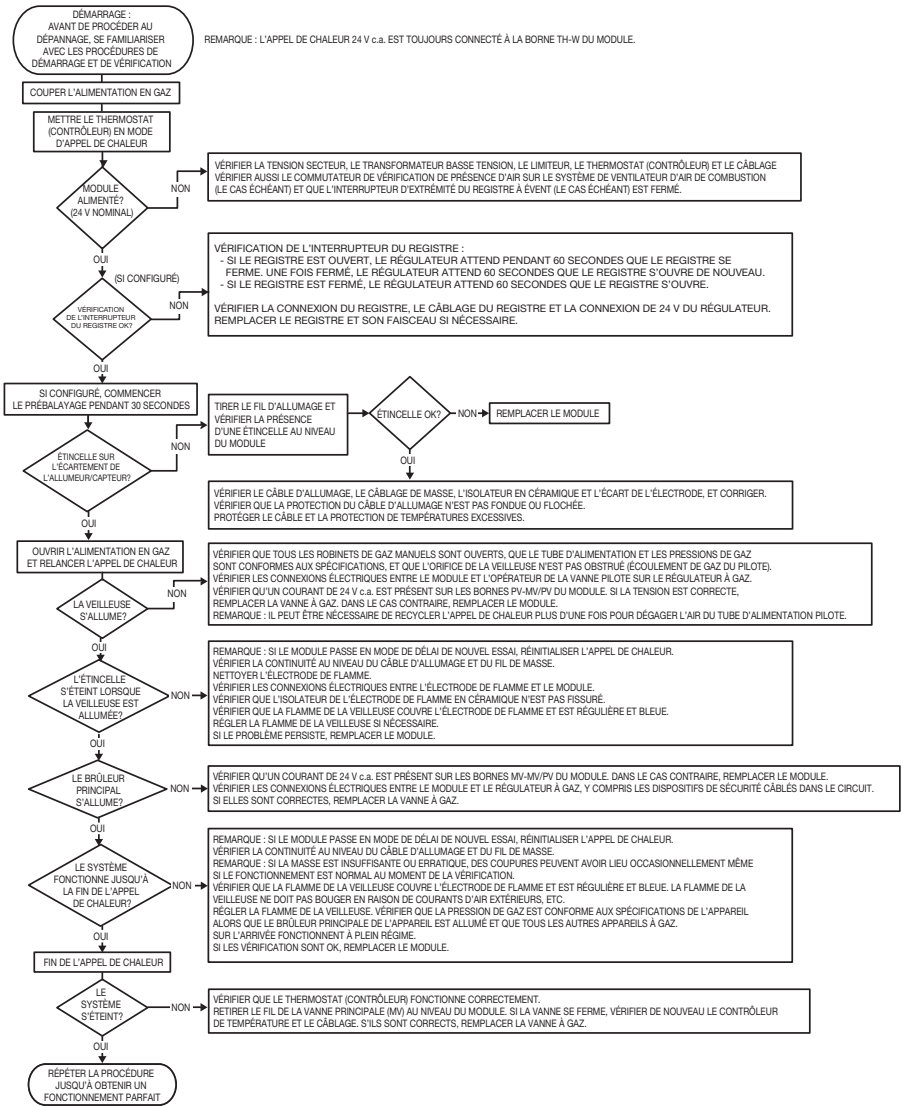 DÉMARRAGE :
AVANT DE PROCÉDER AU
DÉPANNAGE, SE FAMILIARISER
AVEC LES PROCÉDURES DE
DÉMARRAGE ET DE VÉRIFICATION
REMARQUE : L'APPEL DE CHALEUR 24 V c.a. EST TOUJOURS CONNECTÉ À LA BORNE TH-W DU MODULE.
COUPER L'ALIMENTATION EN GAZ
METTRE LE THERMOSTAT
(CONTRÔLEUR) EN MODE
D'APPEL DE CHALEUR
MODULE
ALIMENTÉ?
(24 V NOMINAL)
NON
VÉRIFIER LA TENSION SECTEUR, LE TRANSFORMATEUR BASSE TENSION, LE LIMITEUR, LE THERMOSTAT (CONTRÔLEUR) ET LE CÂBLAGE
VÉRIFIER AUSSI LE COMMUTATEUR DE VÉRIFICATION DE PRÉSENCE D'AIR SUR LE SYSTÈME DE VENTILATEUR D'AIR DE COMBUSTION
(LE CAS ÉCHÉANT) ET QUE L'INTERRUPTEUR D'EXTRÉMITÉ DU REGISTRE À ÉVENT (LE CAS ÉCHÉANT) EST FERMÉ.
OUI
(SI CONFIGURÉ)
VÉRIFICATION
DE L'INTERRUPTEUR
DU REGISTRE OK?
NON
VÉRIFICATION DE L'INTERRUPTEUR DU REGISTRE :
- SI LE REGISTRE EST OUVERT, LE RÉGULATEUR ATTEND PENDANT 60 SECONDES QUE LE REGISTRE SE
FERME. UNE FOIS FERMÉ, LE RÉGULATEUR ATTEND 60 SECONDES QUE LE REGISTRE S'OUVRE DE NOUVEAU.
- SI LE REGISTRE EST FERMÉ, LE RÉGULATEUR ATTEND 60 SECONDES QUE LE REGISTRE S'OUVRE.
VÉRIFIER LA CONNEXION DU REGISTRE, LE CÂBLAGE DU REGISTRE ET LA CONNEXION DE 24 V DU RÉGULATEUR.
REMPLACER LE REGISTRE ET SON FAISCEAU SI NÉCESSAIRE.
OUI
SI CONFIGURÉ, COMMENCER
LE PRÉBALAYAGE PENDANT 30 SECONDES
ÉTINCELLE SUR
L'ÉCARTEMENT DE
L'ALLUMEUR/CAPTEUR?
NON
TIRER LE FIL D'ALLUMAGE ET
VÉRIFIER LA PRÉSENCE
D'UNE ÉTINCELLE AU NIVEAU
DU MODULE
ÉTINCELLE OK?
NON
REMPLACER LE MODULE
OUI
VÉRIFIER LE CÂBLE D'ALLUMAGE, LE CÂBLAGE DE MASSE, L'ISOLATEUR EN CÉRAMIQUE ET L'ÉCART DE L'ÉLECTRODE, ET CORRIGER.
VÉRIFIER QUE LA PROTECTION DU CÂBLE D'ALLUMAGE N'EST PAS FONDUE OU FLOCHÉE.
PROTÉGER LE CÂBLE ET LA PROTECTION DE TEMPÉRATURES EXCESSIVES.
OUI
OUVRIR L'ALIMENTATION EN GAZ
ET RELANCER L'APPEL DE CHALEUR
LA VEILLEUSE
S'ALLUME?
NON
VÉRIFIER QUE TOUS LES ROBINETS DE GAZ MANUELS SONT OUVERTS, QUE LE TUBE D'ALIMENTATION ET LES PRESSIONS DE GAZ
SONT CONFORMES AUX SPÉCIFICATIONS, ET QUE L'ORIFICE DE LA VEILLEUSE N'EST PAS OBSTRUÉ (ÉCOULEMENT DE GAZ DU PILOTE).
VÉRIFIER LES CONNEXIONS ÉLECTRIQUES ENTRE LE MODULE ET L'OPÉRATEUR DE LA VANNE PILOTE SUR LE RÉGULATEUR À GAZ.
VÉRIFIER QU'UN COURANT DE 24 V c.a. EST PRÉSENT SUR LES BORNES PV-MV/PV DU MODULE. SI LA TENSION EST CORRECTE,
REMPLACER LA VANNE À GAZ. DANS LE CAS CONTRAIRE, REMPLACER LE MODULE.
REMARQUE : IL PEUT ÊTRE NÉCESSAIRE DE RECYCLER L'APPEL DE CHALEUR PLUS D'UNE FOIS POUR DÉGAGER L'AIR DU TUBE D'ALIMENTATION PILOTE.
OUI
L'ÉTINCELLE
S'ÉTEINT LORSQUE
LA VEILLEUSE EST
ALLUMÉE?
NON
REMARQUE : SI LE MODULE PASSE EN MODE DE DÉLAI DE NOUVEL ESSAI, RÉINITIALISER L'APPEL DE CHALEUR.
VÉRIFIER LA CONTINUITÉ AU NIVEAU DU CÂBLE D'ALLUMAGE ET DU FIL DE MASSE.
NETTOYER L'ÉLECTRODE DE FLAMME.
VÉRIFIER LES CONNEXIONS ÉLECTRIQUES ENTRE L'ÉLECTRODE DE FLAMME ET LE MODULE.
VÉRIFIER QUE L'ISOLATEUR DE L'ÉLECTRODE DE FLAMME EN CÉRAMIQUE N'EST PAS FISSURÉ.
VÉRIFIER QUE LA FLAMME DE LA VEILLEUSE COUVRE L'ÉLECTRODE DE FLAMME ET EST RÉGULIÈRE ET BLEUE.
RÉGLER LA FLAMME DE LA VEILLEUSE SI NÉCESSAIRE.
SI LE PROBLÈME PERSISTE, REMPLACER LE MODULE.
OUI
LE BRÛLEUR
PRINCIPAL
S'ALLUME?
NON
VÉRIFIER QU'UN COURANT DE 24 V c.a. EST PRÉSENT SUR LES BORNES MV-MV/PV DU MODULE. DANS LE CAS CONTRAIRE, REMPLACER LE MODULE.
VÉRIFIER LES CONNEXIONS ÉLECTRIQUES ENTRE LE MODULE ET LE RÉGULATEUR À GAZ, Y COMPRIS LES DISPOSITIFS DE SÉCURITÉ CÂBLÉS DANS LE CIRCUIT.
SI ELLES SONT CORRECTES, REMPLACER LA VANNE À GAZ.
OUI
LE SYSTÈME
FONCTIONNE JUSQU'À
LA FIN DE L'APPEL
DE CHALEUR?
NON
REMARQUE : SI LE MODULE PASSE EN MODE DE DÉLAI DE NOUVEL ESSAI, RÉINITIALISER L'APPEL DE CHALEUR.
VÉRIFIER LA CONTINUITÉ AU NIVEAU DU CÂBLE D'ALLUMAGE ET DU FIL DE MASSE.
REMARQUE : SI LA MASSE EST INSUFFISANTE OU ERRATIQUE, DES COUPURES PEUVENT AVOIR LIEU OCCASIONNELLEMENT MÊME
SI LE FONCTIONNEMENT EST NORMAL AU MOMENT DE LA VÉRIFICATION.
VÉRIFIER QUE LA FLAMME DE LA VEILLEUSE COUVRE L'ÉLECTRODE DE FLAMME ET EST RÉGULIÈRE ET BLEUE. LA FLAMME DE LA
VEILLEUSE NE DOIT PAS BOUGER EN RAISON DE COURANTS D'AIR EXTÉRIEURS, ETC.
RÉGLER LA FLAMME DE LA VEILLEUSE. VÉRIFIER QUE LA PRESSION DE GAZ EST CONFORME AUX SPÉCIFICATIONS DE L'APPAREIL
ALORS QUE LE BRÛLEUR PRINCIPALE DE L'APPAREIL EST ALLUMÉ ET QUE TOUS LES AUTRES APPAREILS À GAZ.
SUR L'ARRIVÉE FONCTIONNENT À PLEIN RÉGIME.
SI LES VÉRIFICATION SONT OK, REMPLACER LE MODULE.
OUI
FIN DE L'APPEL DE CHALEUR
LE
SYSTÈME
S'ÉTEINT?
NON
VÉRIFIER QUE LE THERMOSTAT (CONTRÔLEUR) FONCTIONNE CORRECTEMENT.
RETIRER LE FIL DE LA VANNE PRINCIPALE (MV) AU NIVEAU DU MODULE. SI LA VANNE SE FERME, VÉRIFIER DE NOUVEAU LE CONTRÔLEUR
DE TEMPÉRATURE ET LE CÂBLAGE. S'ILS SONT CORRECTS, REMPLACER LA VANNE À GAZ.
OUI
RÉPÉTER LA PROCÉDURE
JUSQU'À OBTENIR UN
FONCTIONNEMENT PARFAIT